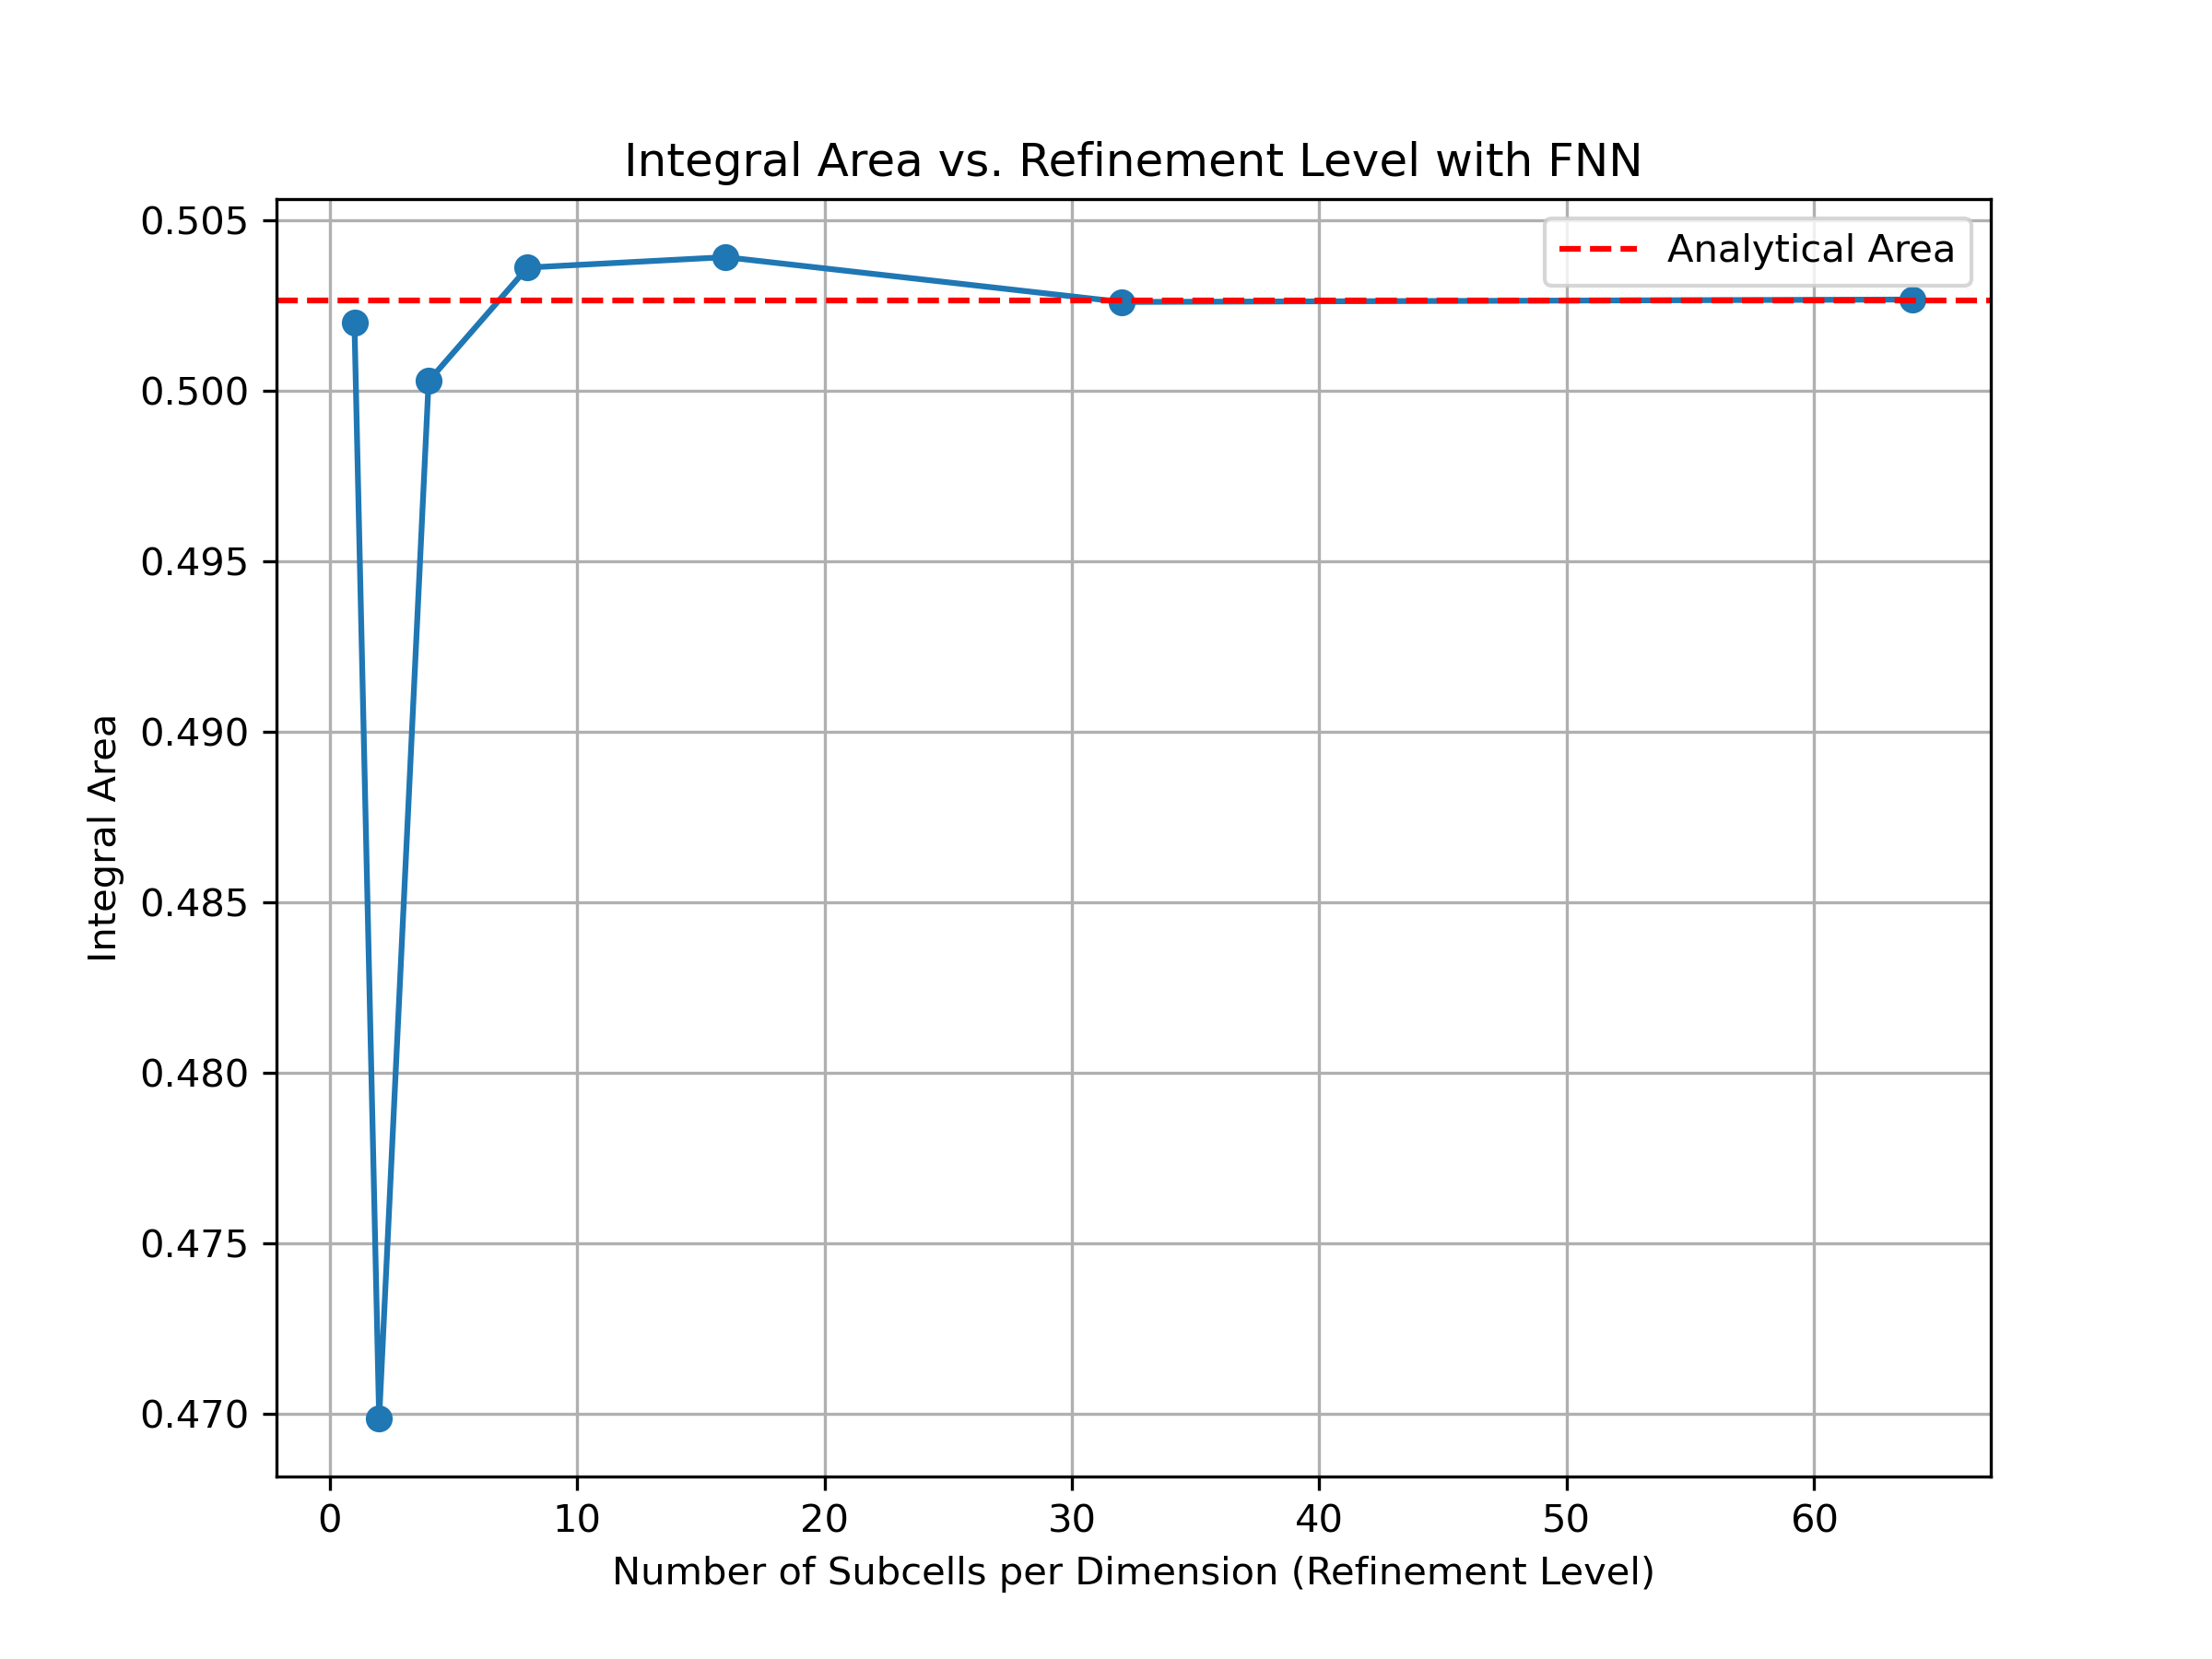 Integral Area vs. Refinement Level with FNN
Analytical Area
0.505
0.500
0.495
0.490
0.485
0.480
0.475
0.470
Integral Area
0 10 20 30 40 50 60
Number of Subcells per Dimension (Refinement Level)